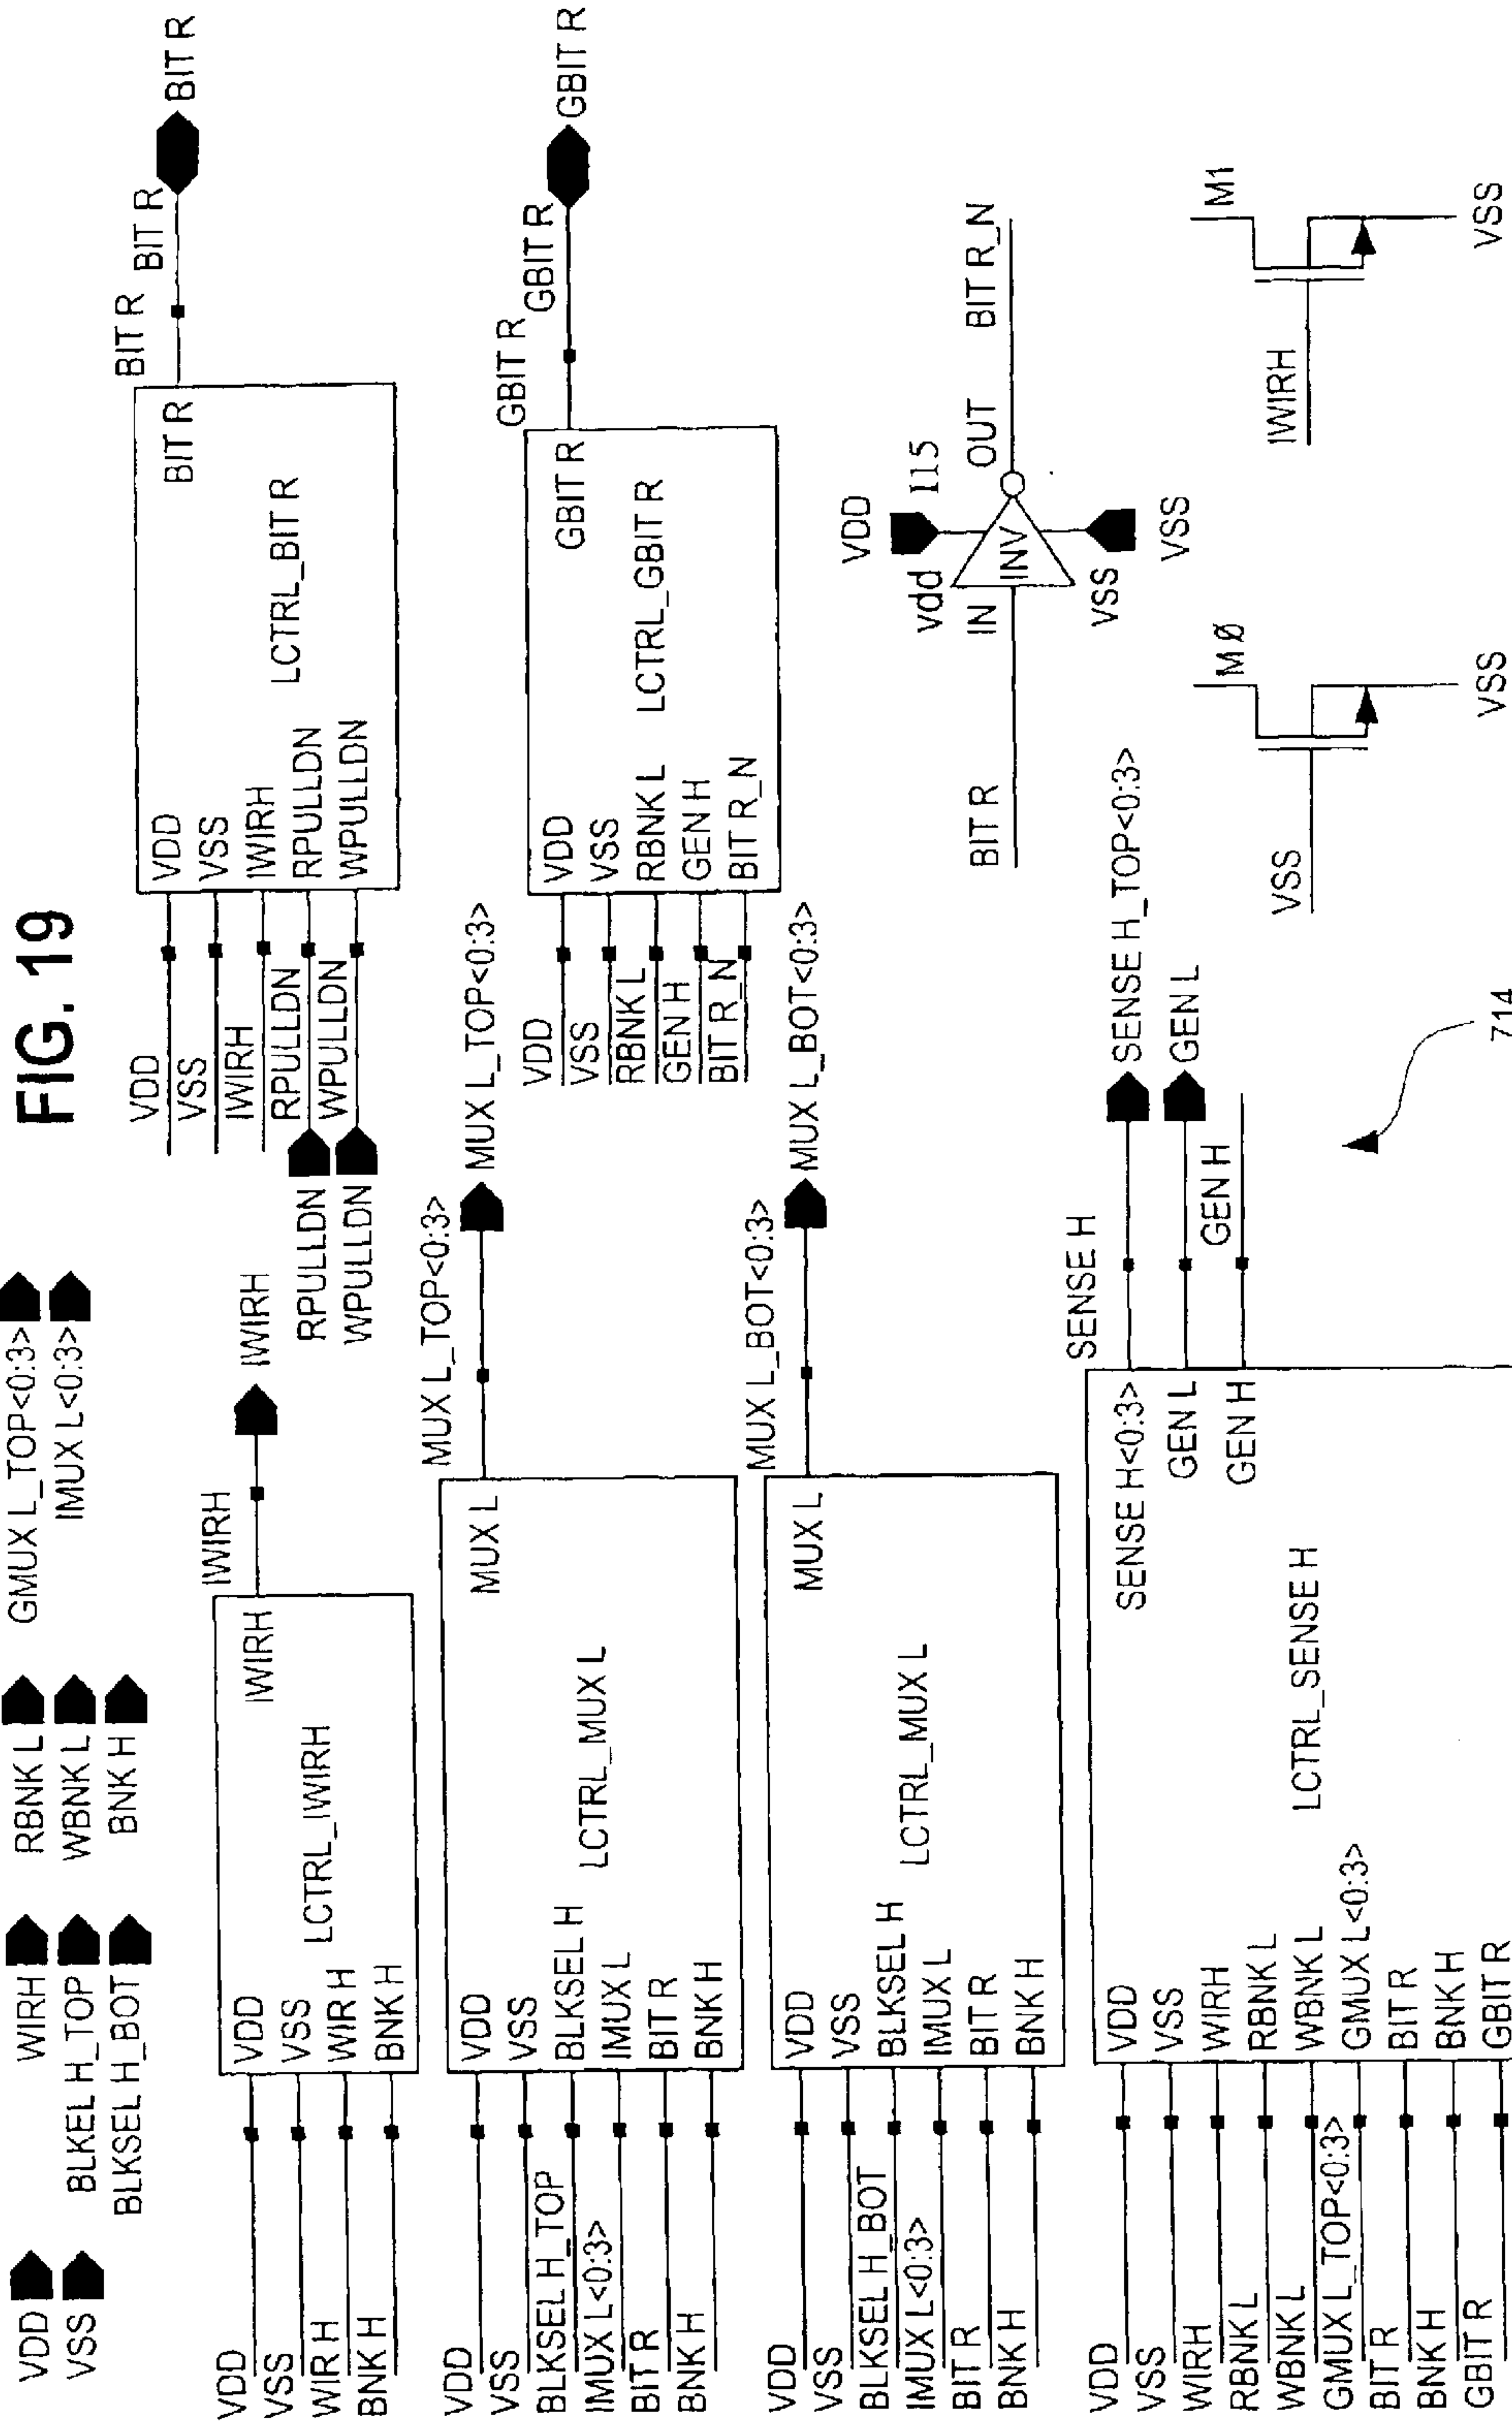 FIG. 19
VDD
VSS
WIRH
BLKEL H_TOP
BLKSEL H_BOT
RBNK L
WBNK L
BNK H
GMUX L_TOP<0:3>
IMUX L<0:3>
VDD
VSS
WIR H
BNK H
VDD
VSS
WIR H
BNK H
LCTRL_IWIRH
IWIRH
IWIRH
IWIRH
VDD
VSS
IWIRH
RPULLDN
WPULLDN
RPULLDN
WPULLDN
VDD
VSS
IWIRH
RPULLDN
WPULLDN
LCTRL_BIT R
BIT R
BIT R
BIT R
BIT R
VDD
VSS
BLKSEL H_TOP
IMUX L<0:3>
BIT R
BNK H
VDD
VSS
BLKSEL H
IMUX L
BIT R
BNK H
LCTRL_MUX L
MUX L
MUX L_TOP<0:3>
MUX L_TOP<0:3>
VDD
VSS
RBNK L
GEN H
BIT R_N
VDD
VSS
RBNK L
GEN H
BIT R_N
LCTRL_GBIT R
GBIT R
GBIT R
GBIT R
GBIT R
VDD
VSS
BLKSEL H_BOT
IMUX L<0:3>
BIT R
BNK H
VDD
VSS
BLKSEL H
IMUX L
BIT R
BNK H
LCTRL_MUX L
MUX L
MUX L_BOT<0:3>
MUX L_BOT<0:3>
VDD
vdd
I15
IN
INV
OUT
BIT R
BIT R_N
VSS
VSS
VDD
VSS
WIRH
RBNK L
WBNK L
GMUX L_TOP<0:3>
BIT R
BNK H
GBIT R
VDD
VSS
WIRH
RBNK L
WBNK L
GMUX L<0:3>
BIT R
BNK H
GBIT R
LCTRL_SENSE H
SENSE H<0:3>
GEN L
GEN H
SENSE H
GEN H
SENSE H_TOP<0:3>
GEN L
VSS
M Ø
VSS
IWIRH
M1
VSS
714